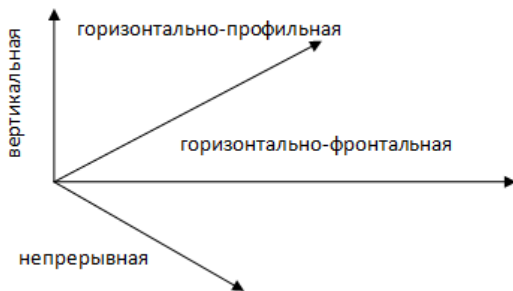 горизонтально-профильная
вертикальная
горизонтально-фронтальная
непрерывная